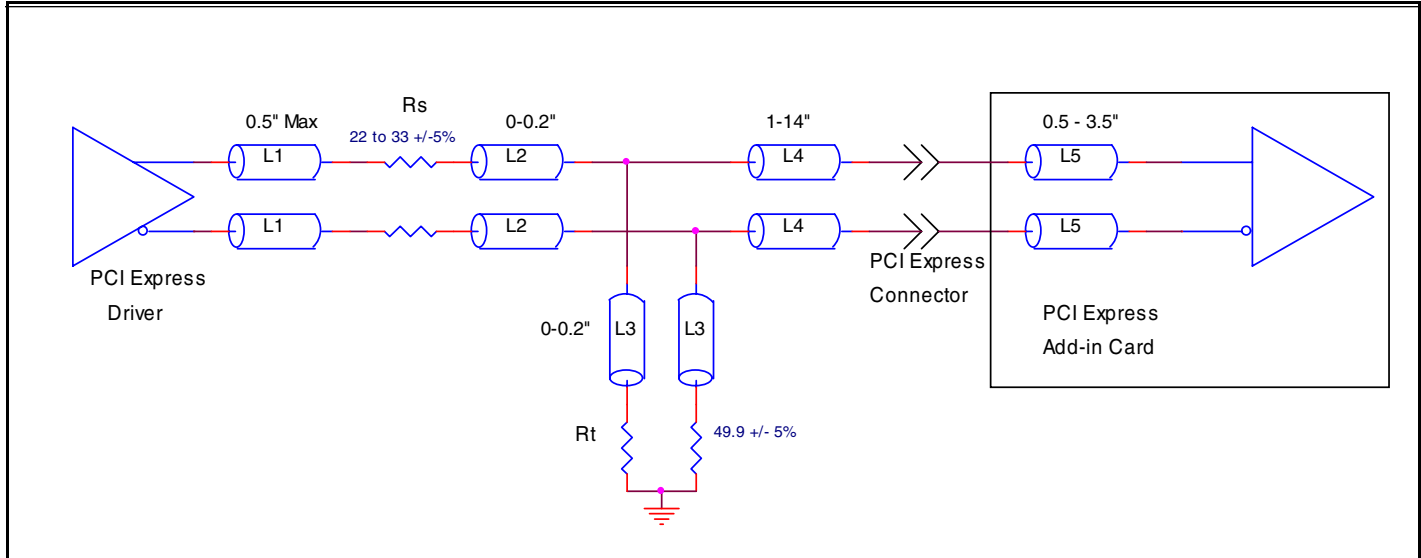 Rs
0.5" Max
22 to 33 +/-5%
0-0.2"
1-14"
0.5 - 3.5"
L1
L2
L4
L5
L1
L2
L4
L5
PCI Express
Driver
PCI Express
Connector
0-0.2"
L3
L3
PCI Express
Add-in Card
Rt
49.9 +/- 5%